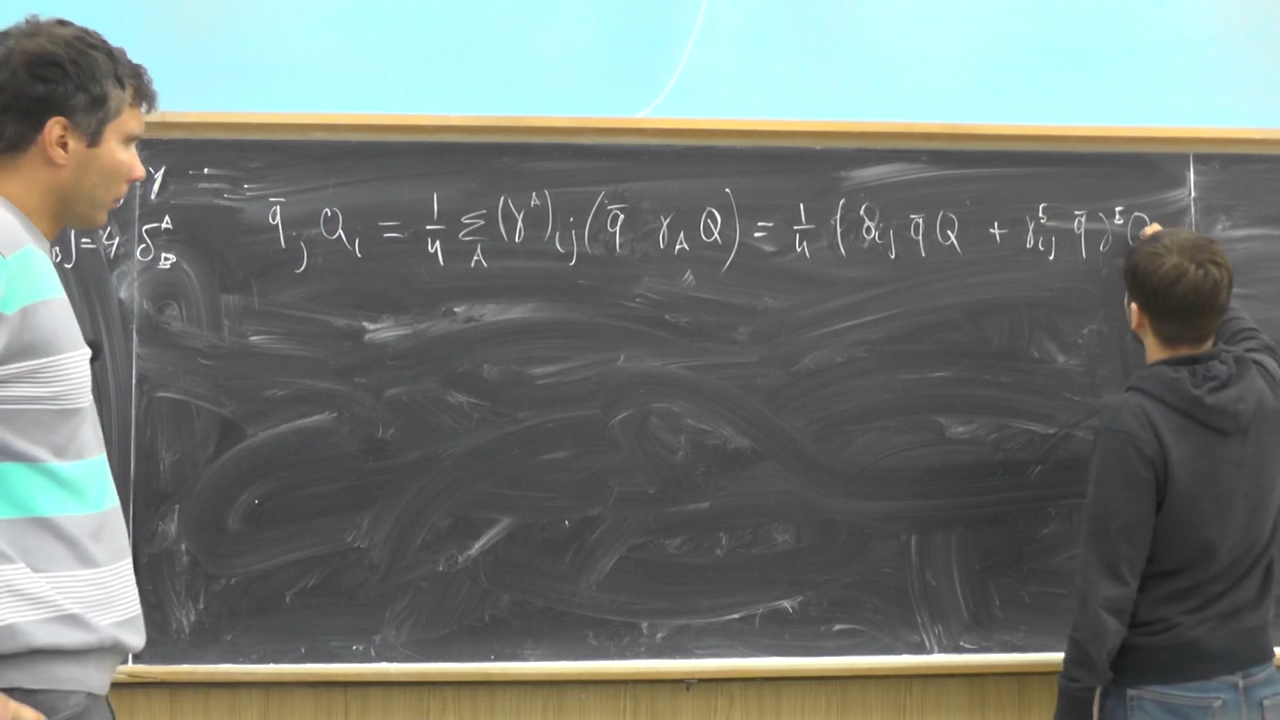 γ =
]=4 δ^A_B
q̄_j Q_i = 1/4 Σ_A (γ^A)_ij (q̄ γ_A Q) = 1/4 { δ_ij q̄ Q + γ^5_ij q̄ γ^5 Q